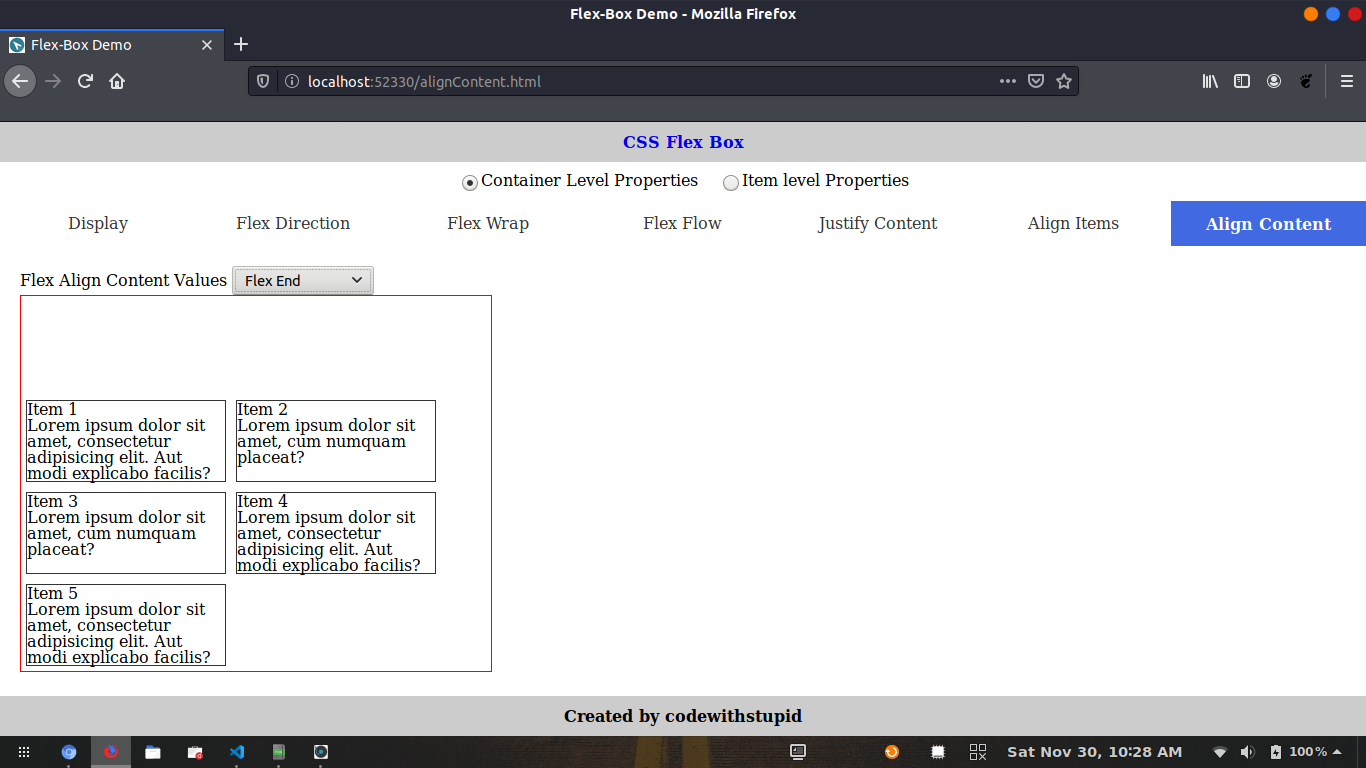 Flex-Box Demo - Mozilla Firefox
Flex-Box Demo
localhost:52330/alignContent.html
CSS Flex Box
Container Level Properties Item level Properties
Display Flex Direction Flex Wrap Flex Flow Justify Content Align Items Align Content
Flex Align Content Values Flex End
Item 1
Lorem ipsum dolor sit
amet, consectetur
adipisicing elit. Aut
modi explicabo facilis?
Item 2
Lorem ipsum dolor sit
amet, cum numquam
placeat?
Item 3
Lorem ipsum dolor sit
amet, cum numquam
placeat?
Item 4
Lorem ipsum dolor sit
amet, consectetur
adipisicing elit. Aut
modi explicabo facilis?
Item 5
Lorem ipsum dolor sit
amet, consectetur
adipisicing elit. Aut
modi explicabo facilis?
Created by codewithstupid
Sat Nov 30, 10:28 AM 100 %